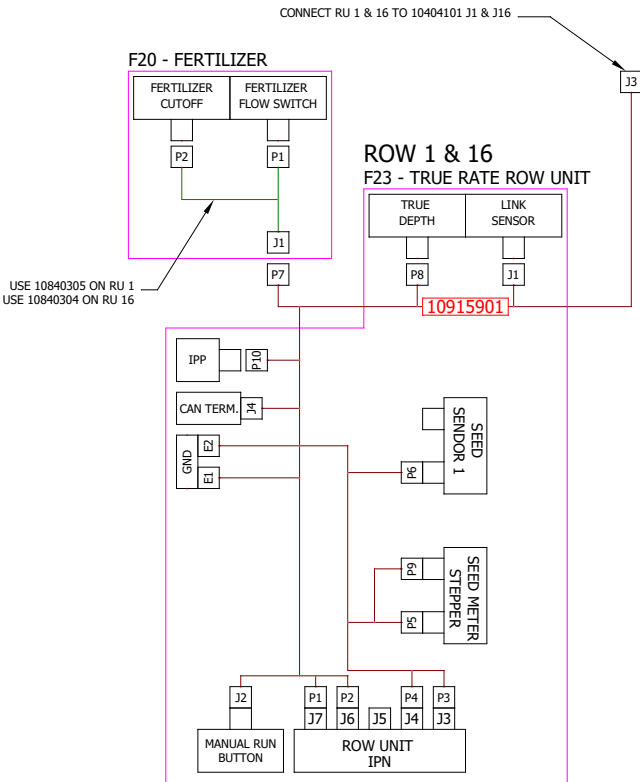 CONNECT RU 1 & 16 TO 10404101 J1 & J16
J3
F20 - FERTILIZER
FERTILIZER
CUTOFF
FERTILIZER
FLOW SWITCH
P2
P1
J1
P7
USE 10840305 ON RU 1
USE 10840304 ON RU 16
ROW 1 & 16
F23 - TRUE RATE ROW UNIT
TRUE
DEPTH
LINK
SENSOR
P8
J1
10915901
IPP
P10
CAN TERM.
J4
GND
E2
E1
SEED
SENDOR 1
P6
SEED METER
STEPPER
P9
P5
J2
P1
P2
P4
P3
J7
J6
J5
J4
J3
MANUAL RUN
BUTTON
ROW UNIT
IPN